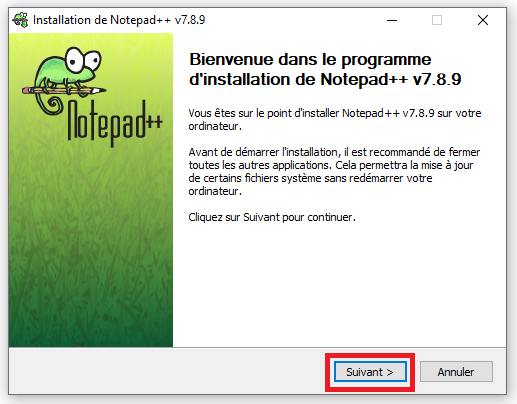 Installation de Notepad++ v7.8.9
Notepad++
Bienvenue dans le programme
d'installation de Notepad++ v7.8.9
Vous êtes sur le point d'installer Notepad++ v7.8.9 sur votre
ordinateur.
Avant de démarrer l'installation, il est recommandé de fermer
toutes les autres applications. Cela permettra la mise à jour
de certains fichiers système sans redémarrer votre
ordinateur.
Cliquez sur Suivant pour continuer.
Suivant >
Annuler